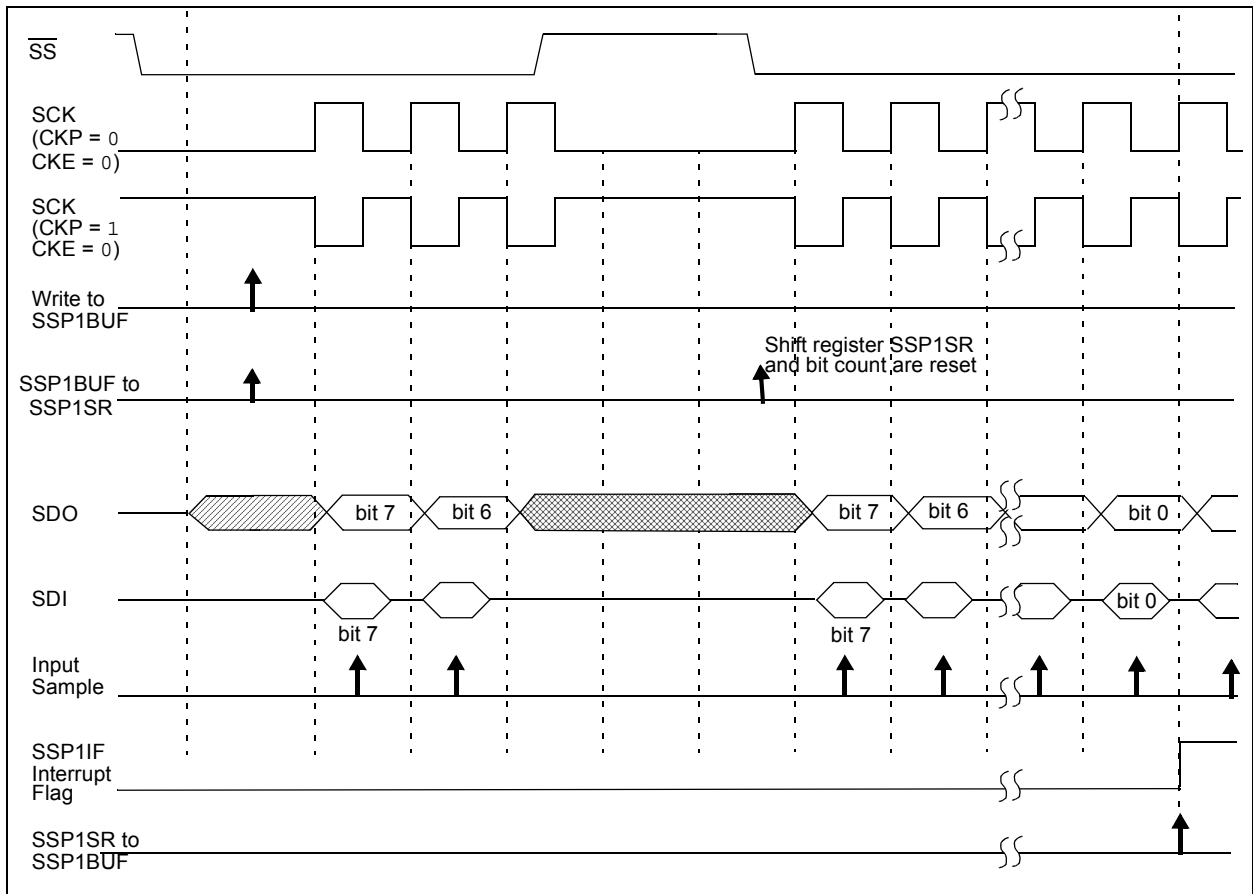 SS
SCK
(CKP = 0
CKE = 0)
SCK
(CKP = 1
CKE = 0)
Write to
SSP1BUF
Shift register SSP1SR
and bit count are reset
SSP1BUF to
SSP1SR
SDO
bit 7
bit 6
bit 7
bit 6
bit 0
SDI
bit 0
bit 7
bit 7
Input
Sample
SSP1IF
Interrupt
Flag
SSP1SR to
SSP1BUF